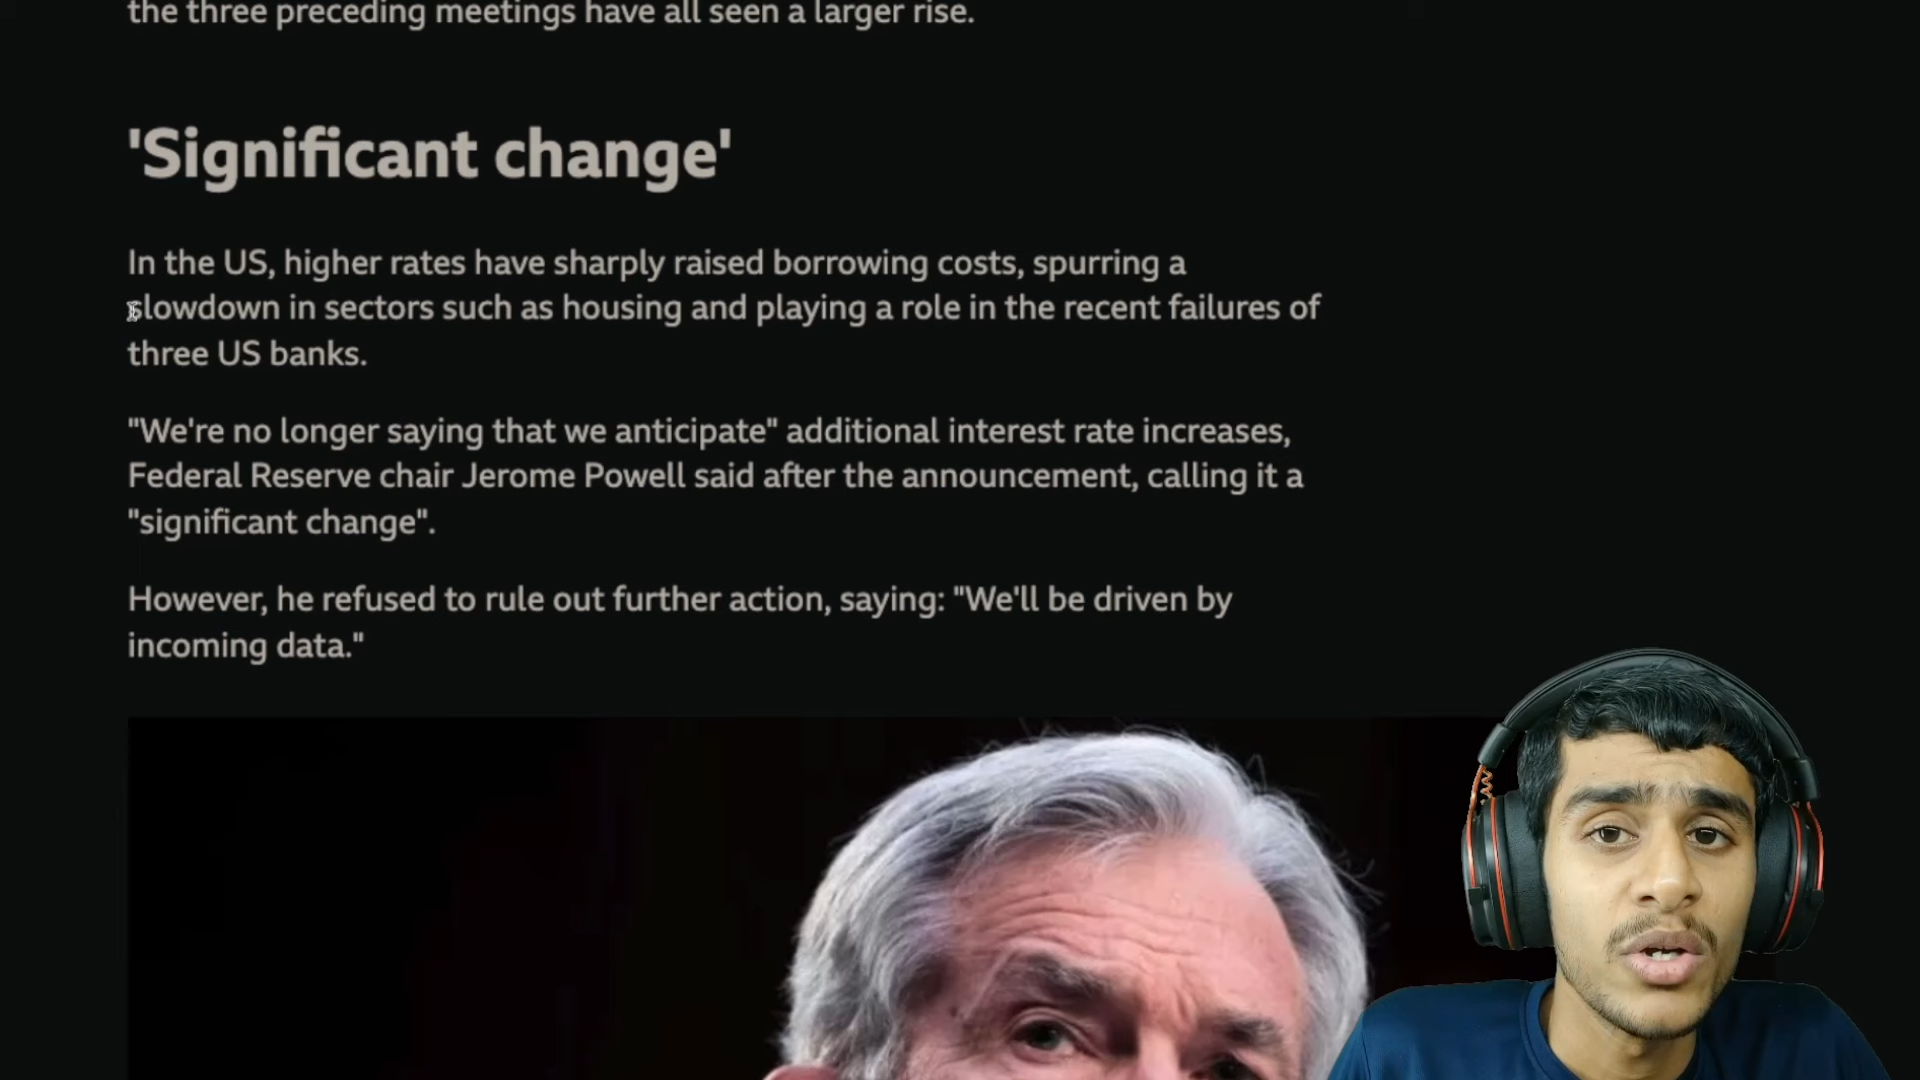 the three preceding meetings have all seen a larger rise.
'Significant change'
In the US, higher rates have sharply raised borrowing costs, spurring a
slowdown in sectors such as housing and playing a role in the recent failures of
three US banks.
"We're no longer saying that we anticipate" additional interest rate increases,
Federal Reserve chair Jerome Powell said after the announcement, calling it a
"significant change".
However, he refused to rule out further action, saying: "We'll be driven by
incoming data."